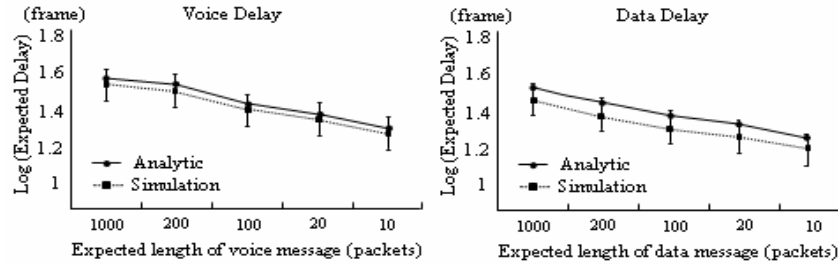 (frame)
Voice Delay
Log (Expected Delay)
1.8
1.6
1.4
1.2
1
Analytic
Simulation
1000 200 100 20 10
Expected length of voice message (packets)
(frame)
Data Delay
Log (Expected Delay)
1.8
1.6
1.4
1.2
1
Analytic
Simulation
1000 200 100 20 10
Expected length of data message (packets)